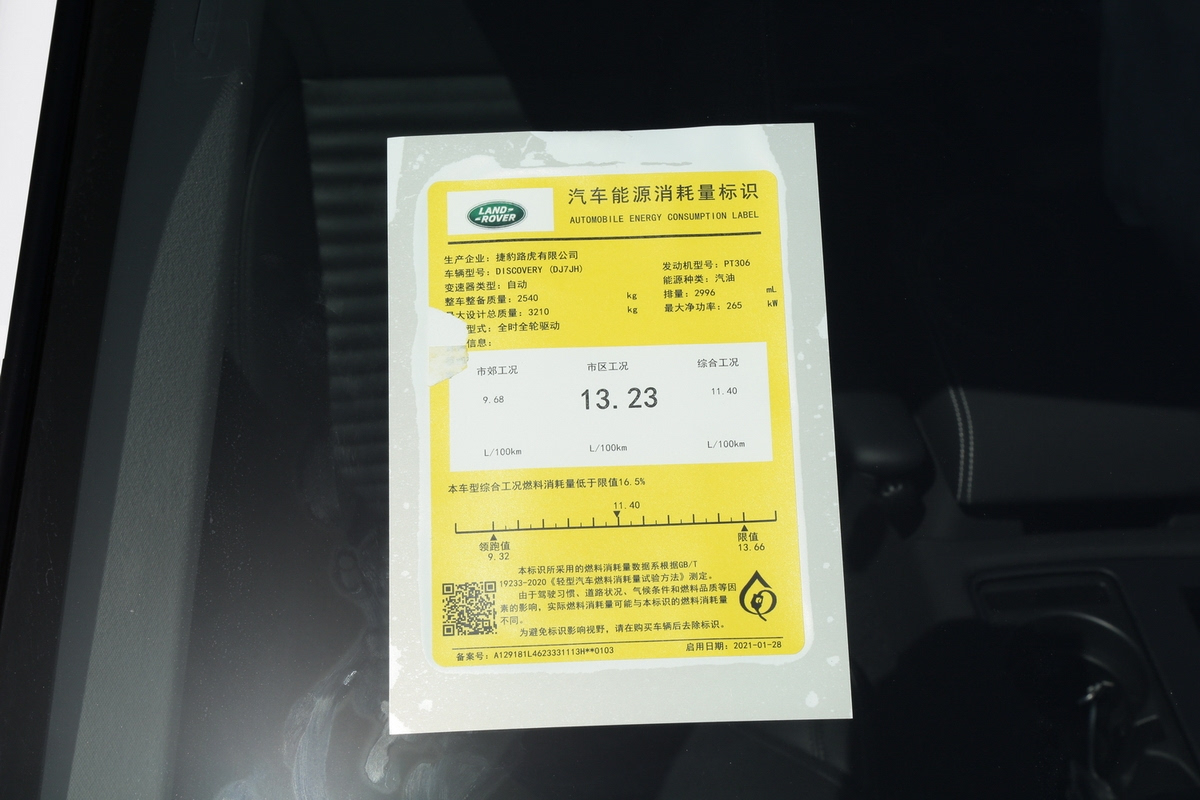 LAND
ROVER
汽车能源消耗量标识
AUTOMOBILE ENERGY CONSUMPTION LABEL
生产企业：捷豹路虎有限公司
车辆型号：DISCOVERY (DJ7JH)
发动机型号：PT306
变速器类型：自动
能源种类：汽油
整车整备质量：2540 kg
排量：2996 mL
大设计总质量：3210 kg
最大净功率：265 kW
型式：全时全轮驱动
信息：
市郊工况 市区工况 综合工况
9.68 13.23 11.40
L/100km L/100km L/100km
本车型综合工况燃料消耗量低于限值16.5%
11.40
领跑值 限值
9.32 13.66
本标识所采用的燃料消耗量数据系根据GB/T
19233-2020《轻型汽车燃料消耗量试验方法》测定。
由于驾驶习惯、道路状况、气候条件和燃料品质等因
素的影响，实际燃料消耗量可能与本标识的燃料消耗量
不同。
为避免标识影响视野，请在购买车辆后去除标识。
备案号：A129181L4623331113H**0103 启用日期：2021-01-28